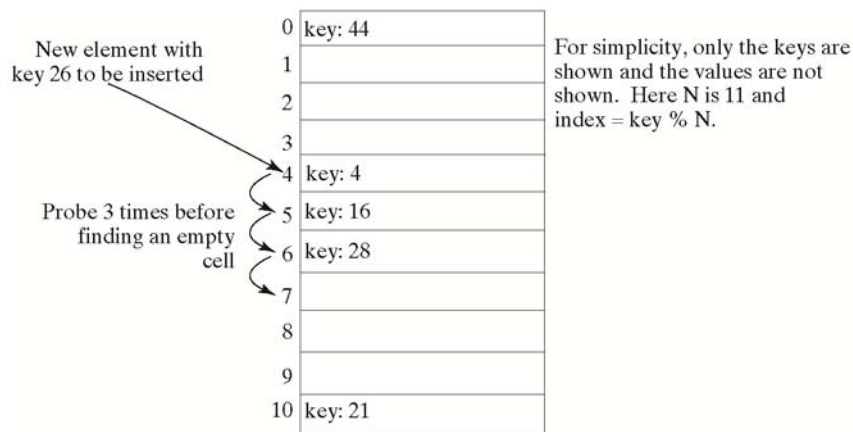 New element with
key 26 to be inserted
0 key: 44
1
2
3
4 key: 4
5 key: 16
6 key: 28
7
8
9
10 key: 21
Probe 3 times before
finding an empty
cell
For simplicity, only the keys are
shown and the values are not
shown. Here N is 11 and
index = key % N.